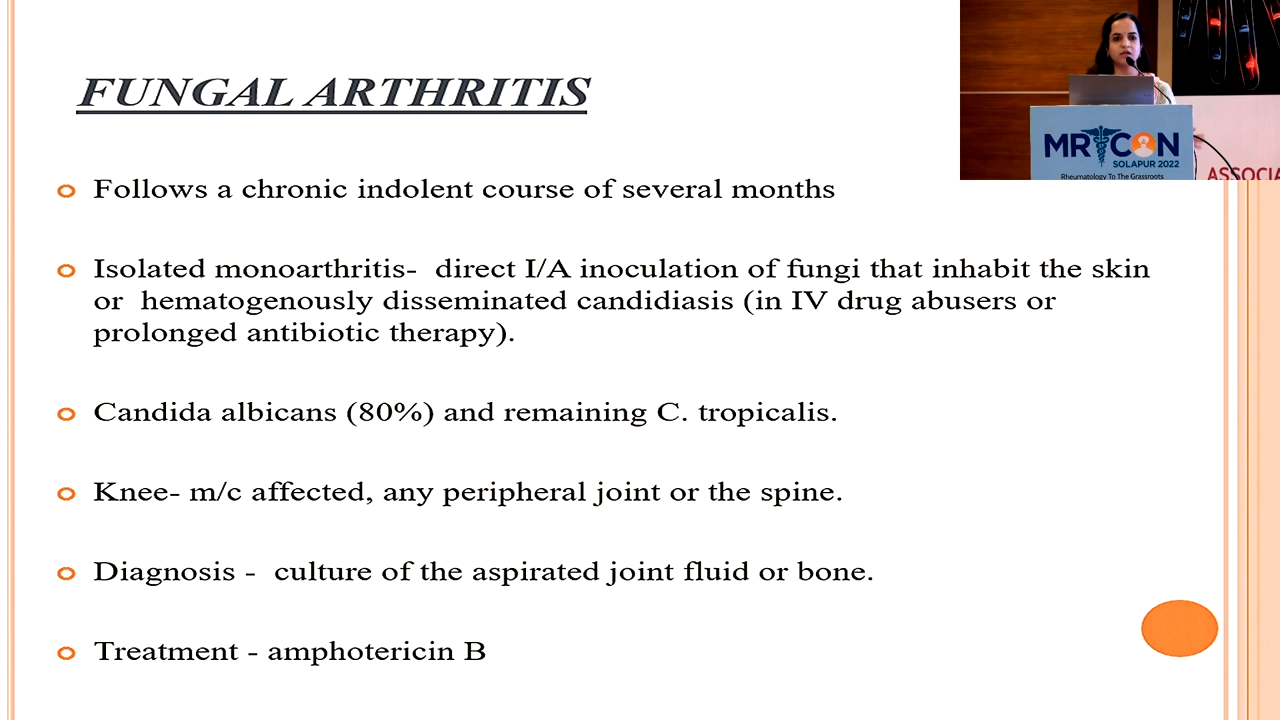 FUNGAL ARTHRITIS
Follows a chronic indolent course of several months
Isolated monoarthritis- direct I/A inoculation of fungi that inhabit the skin
or hematogenously disseminated candidiasis (in IV drug abusers or
prolonged antibiotic therapy).
Candida albicans (80%) and remaining C. tropicalis.
Knee- m/c affected, any peripheral joint or the spine.
Diagnosis - culture of the aspirated joint fluid or bone.
Treatment - amphotericin B
MR CON
SOLAPUR 2022
Rheumatology To The Grassroots
ASSOCIA